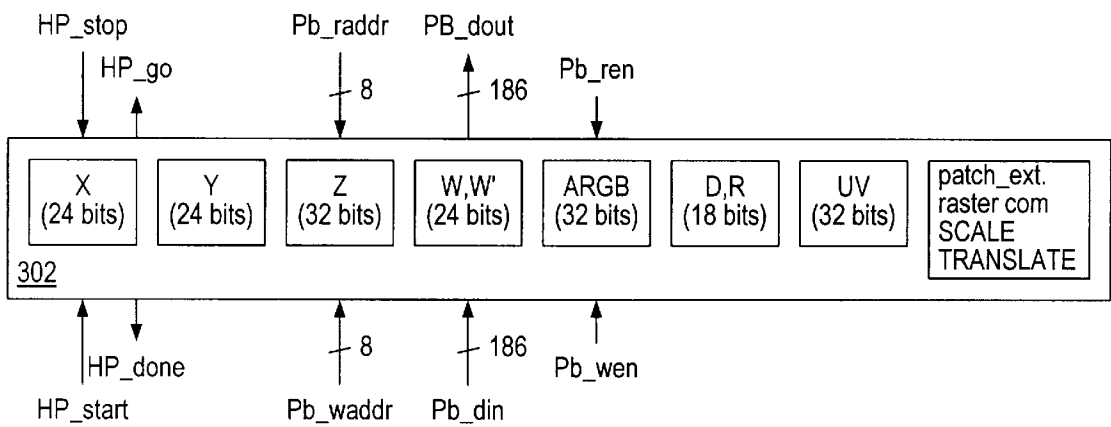 HP_stop
Pb_raddr
PB_dout
HP_go
Pb_ren
8
186
X
(24 bits)
Y
(24 bits)
Z
(32 bits)
W,W'
(24 bits)
ARGB
(32 bits)
D,R
(18 bits)
UV
(32 bits)
patch_ext.
raster com
SCALE
TRANSLATE
302
8
186
HP_done
Pb_wen
HP_start
Pb_waddr
Pb_din